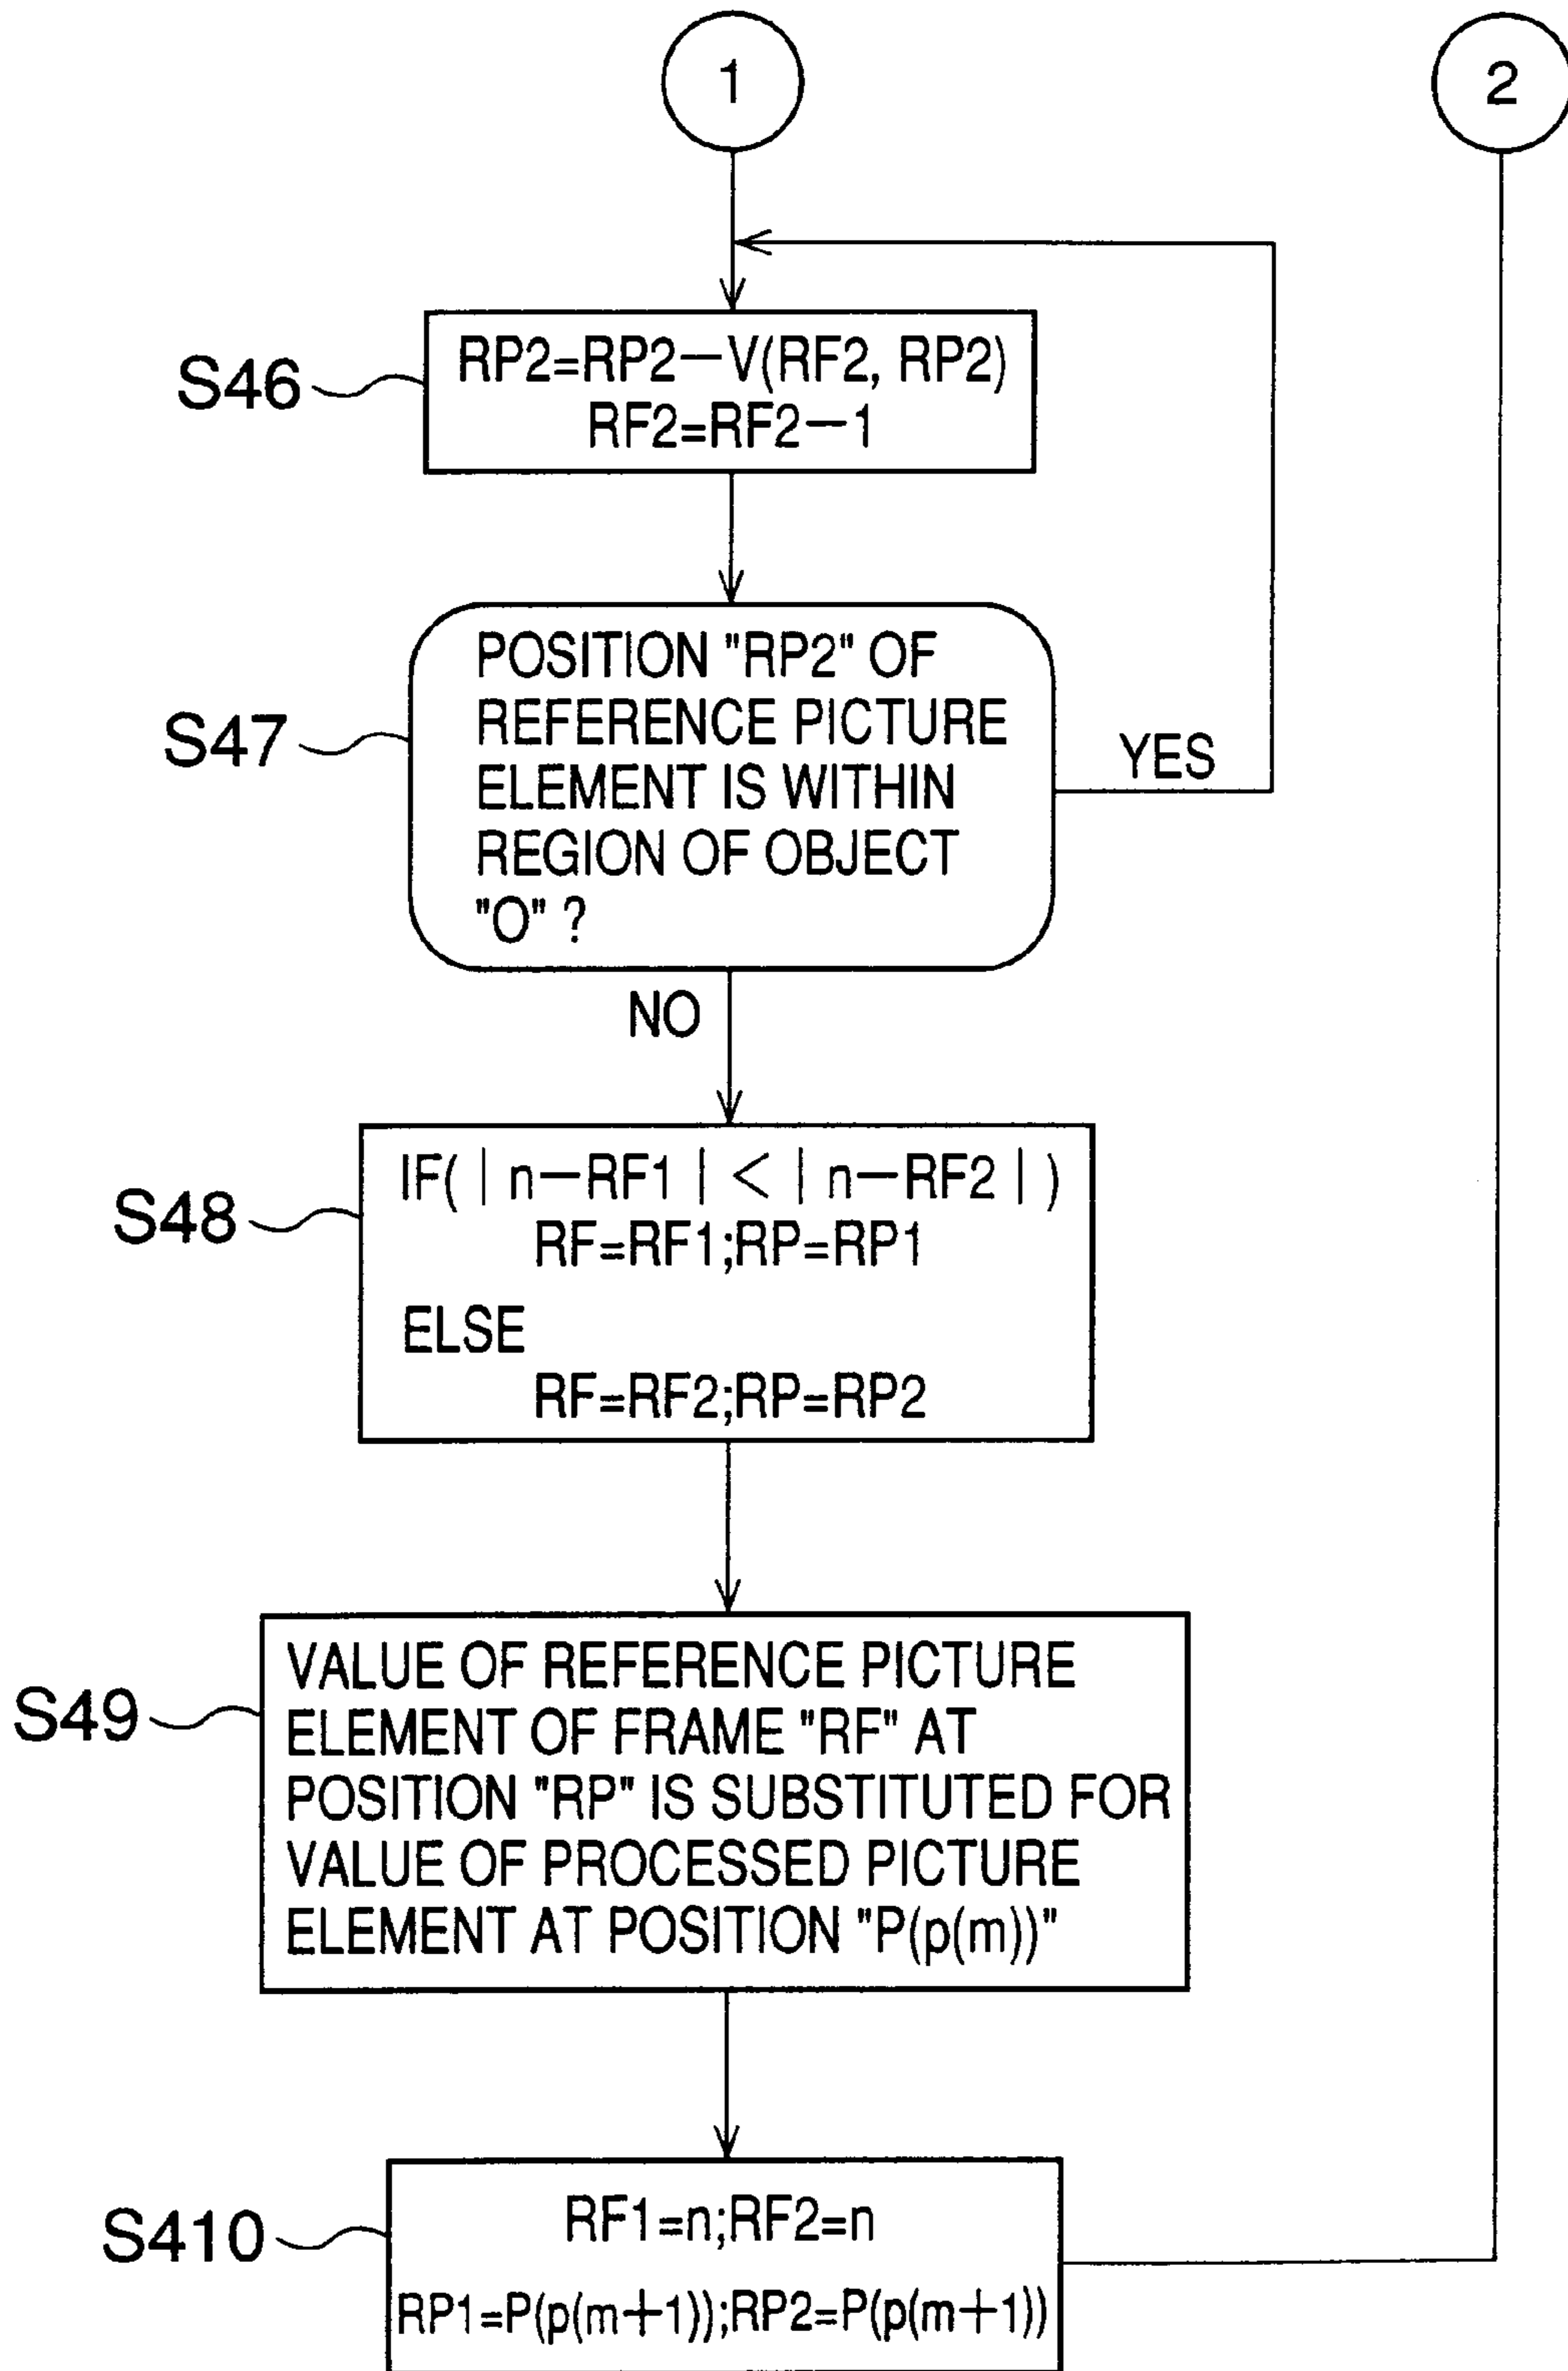 1
2
S46
RP2=RP2－V(RF2, RP2)
RF2=RF2－1
S47
POSITION "RP2" OF
REFERENCE PICTURE
ELEMENT IS WITHIN
REGION OF OBJECT
"O" ?
YES
NO
S48
IF( | n－RF1 | < | n－RF2 | )
RF=RF1;RP=RP1
ELSE
RF=RF2;RP=RP2
S49
VALUE OF REFERENCE PICTURE
ELEMENT OF FRAME "RF" AT
POSITION "RP" IS SUBSTITUTED FOR
VALUE OF PROCESSED PICTURE
ELEMENT AT POSITION "P(p(m))"
S410
RF1=n;RF2=n
RP1=P(p(m+1));RP2=P(p(m+1))